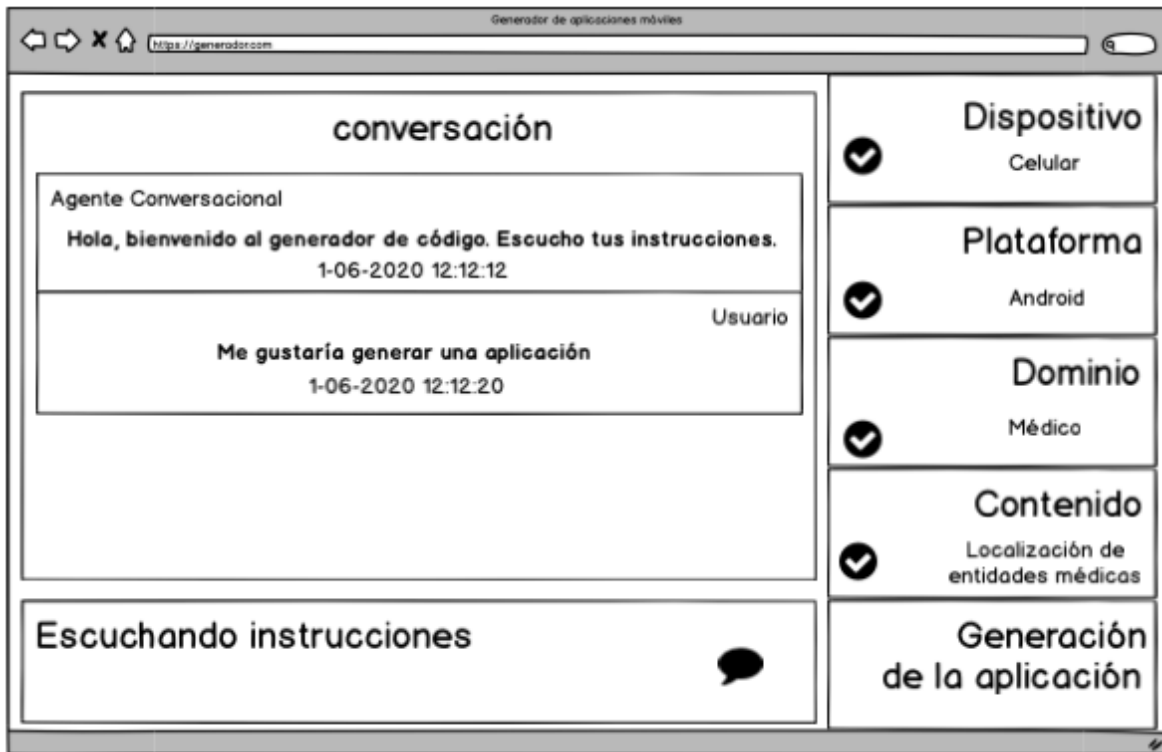 Generador de aplicaciones móviles
https://generador.com
conversación
Agente Conversacional
Hola, bienvenido al generador de código. Escucho tus instrucciones.
1-06-2020 12:12:12
Usuario
Me gustaría generar una aplicación
1-06-2020 12:12:20
Escuchando instrucciones
Dispositivo
Celular
Plataforma
Android
Dominio
Médico
Contenido
Localización de
entidades médicas
Generación
de la aplicación